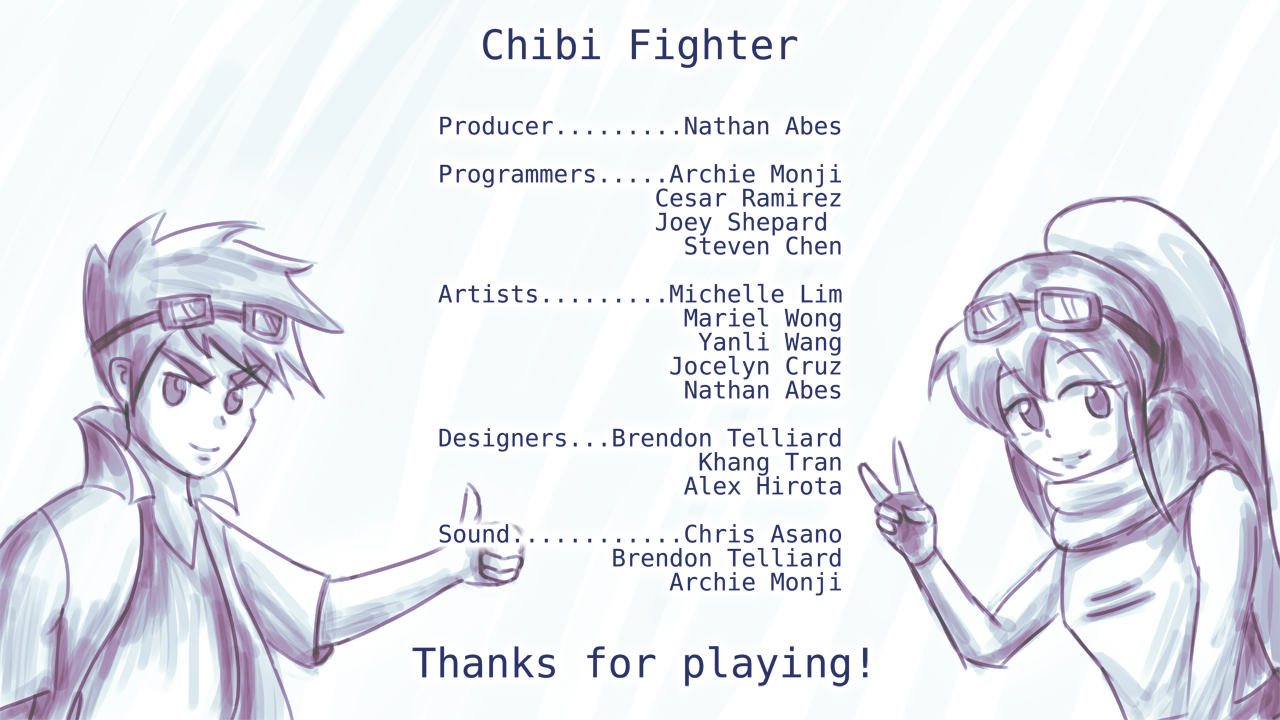 Chibi Fighter
Producer.........Nathan Abes
Programmers.....Archie Monji
Cesar Ramirez
Joey Shepard
Steven Chen
Artists.........Michelle Lim
Mariel Wong
Yanli Wang
Jocelyn Cruz
Nathan Abes
Designers...Brendon Telliard
Khang Tran
Alex Hirota
Sound............Chris Asano
Brendon Telliard
Archie Monji
Thanks for playing!